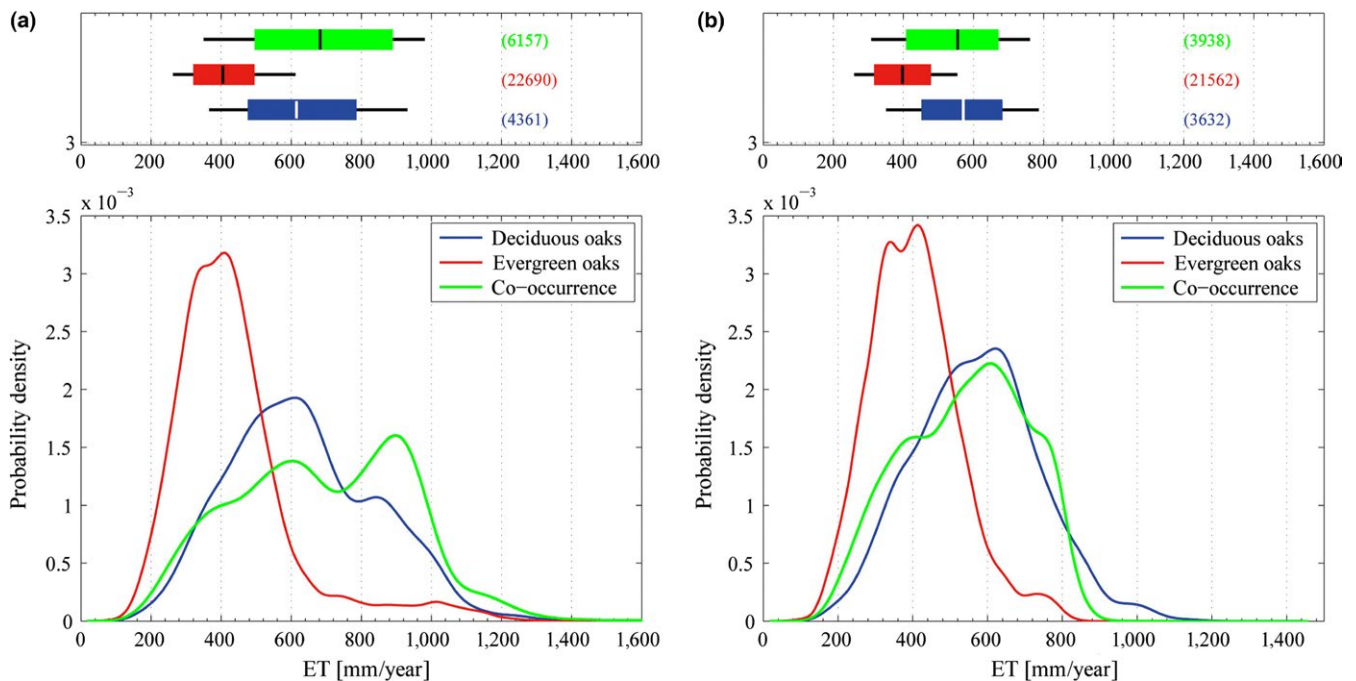 (a)
(6157)
(22690)
(4361)
3
0 200 400 600 800 1,000 1,200 1,400 1,600
x 10−3
3.5
3
2.5
2
1.5
1
0.5
0
Probability density
Deciduous oaks
Evergreen oaks
Co−occurrence
0 200 400 600 800 1,000 1,200 1,400 1,600
ET [mm/year]
(b)
(3938)
(21562)
(3632)
3
0 200 400 600 800 1,000 1,200 1,400 1,600
x 10−3
3.5
3
2.5
2
1.5
1
0.5
0
Probability density
Deciduous oaks
Evergreen oaks
Co−occurrence
0 200 400 600 800 1,000 1,200 1,400
ET [mm/year]